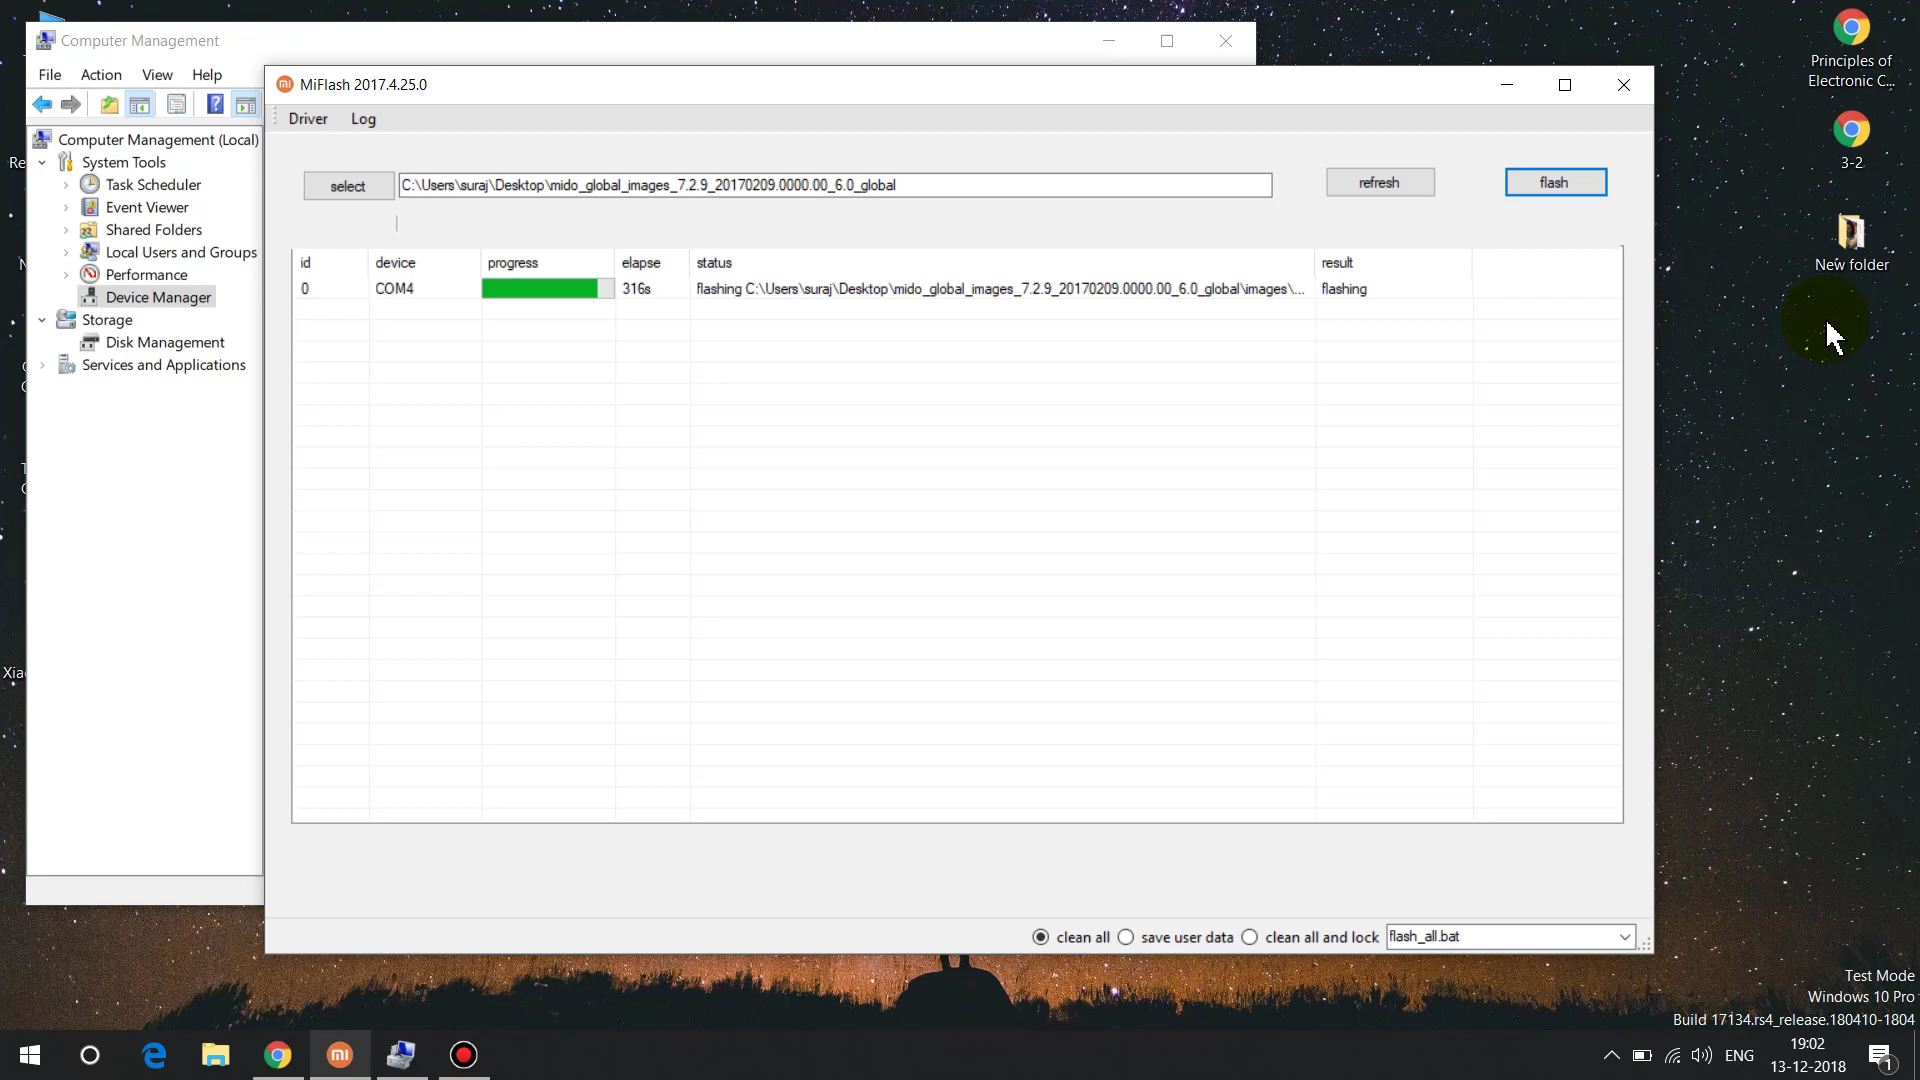 Computer Management
File Action View Help
Computer Management (Local)
System Tools
Task Scheduler
Event Viewer
Shared Folders
Local Users and Groups
Performance
Device Manager
Storage
Disk Management
Services and Applications
MiFlash 2017.4.25.0
Driver Log
select C:\Users\suraj\Desktop\mido_global_images_7.2.9_20170209.0000.00_6.0_global refresh flash
id device progress elapse status result
0 COM4 316s flashing C:\Users\suraj\Desktop\mido_global_images_7.2.9_20170209.0000.00_6.0_global\images\... flashing
clean all save user data clean all and lock flash_all.bat
Principles of
Electronic C...
3-2
New folder
Re
Xia
Test Mode
Windows 10 Pro
Build 17134.rs4_release.180410-1804
ENG
19:02
13-12-2018
1